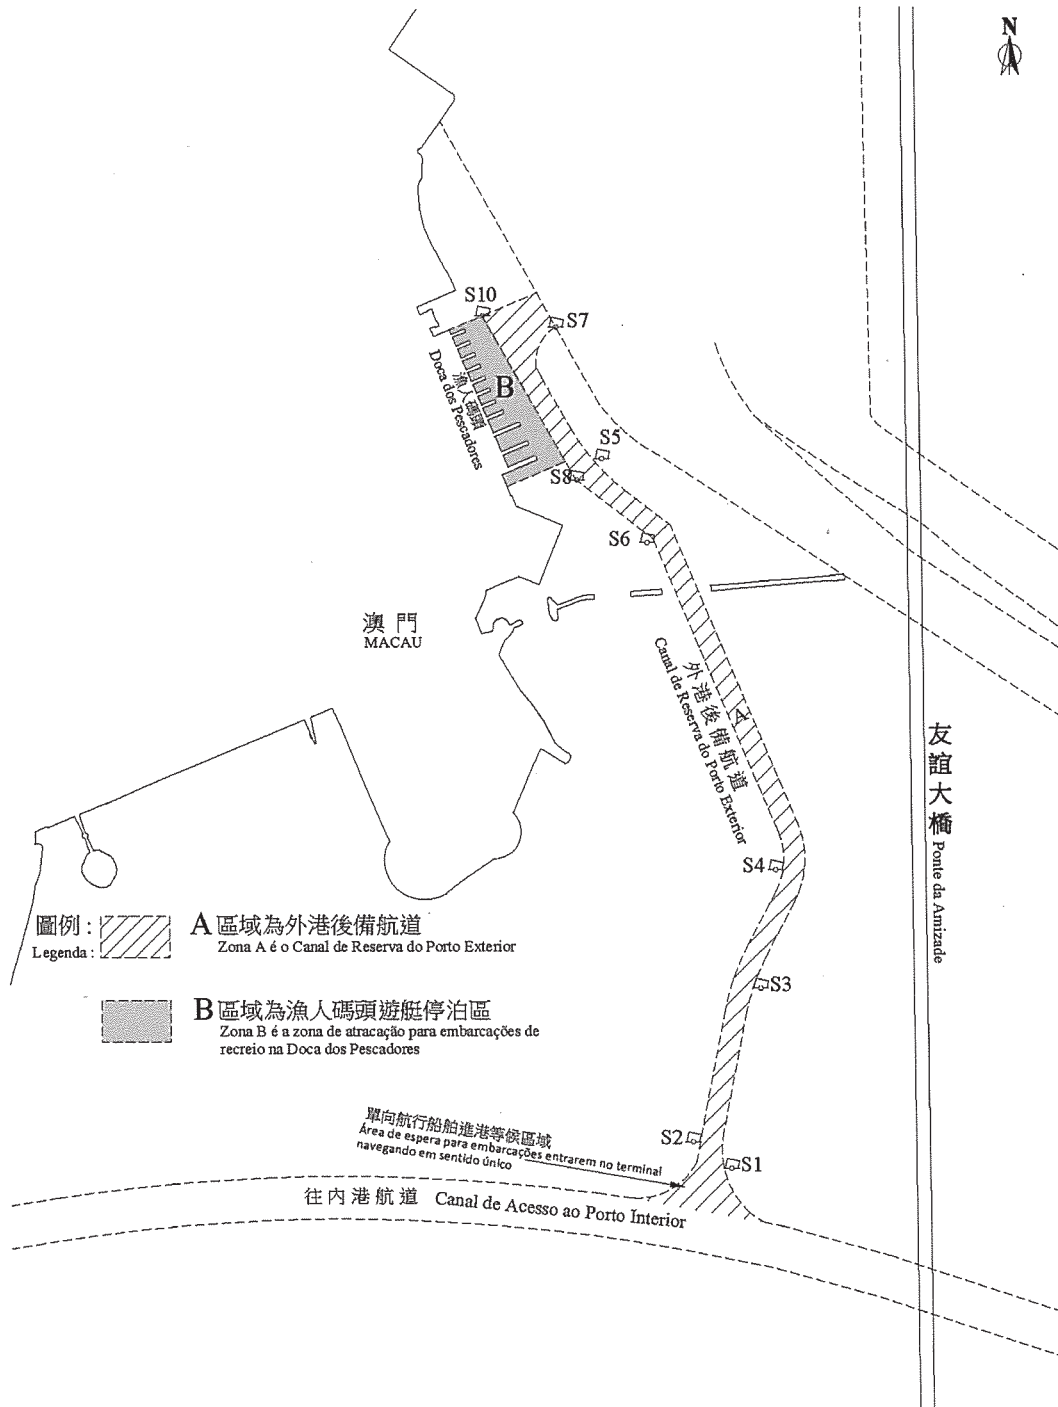 N
S10
S7
B
漁人碼頭
Doca dos Pescadores
S5
S8
S6
澳門
MACAU
外港後備航道
Canal de Reserva do Porto Exterior
A
友誼大橋 Ponte da Amizade
S4
圖例 :
Legenda :
A 區域為外港後備航道
Zona A é o Canal de Reserva do Porto Exterior
S3
B 區域為漁人碼頭遊艇停泊區
Zona B é a zona de atracação para embarcações de
recreio na Doca dos Pescadores
單向航行船舶進港等候區域
Área de espera para embarcações entrarem no terminal
navegando em sentido único
S2
S1
往內港航道 Canal de Acesso ao Porto Interior